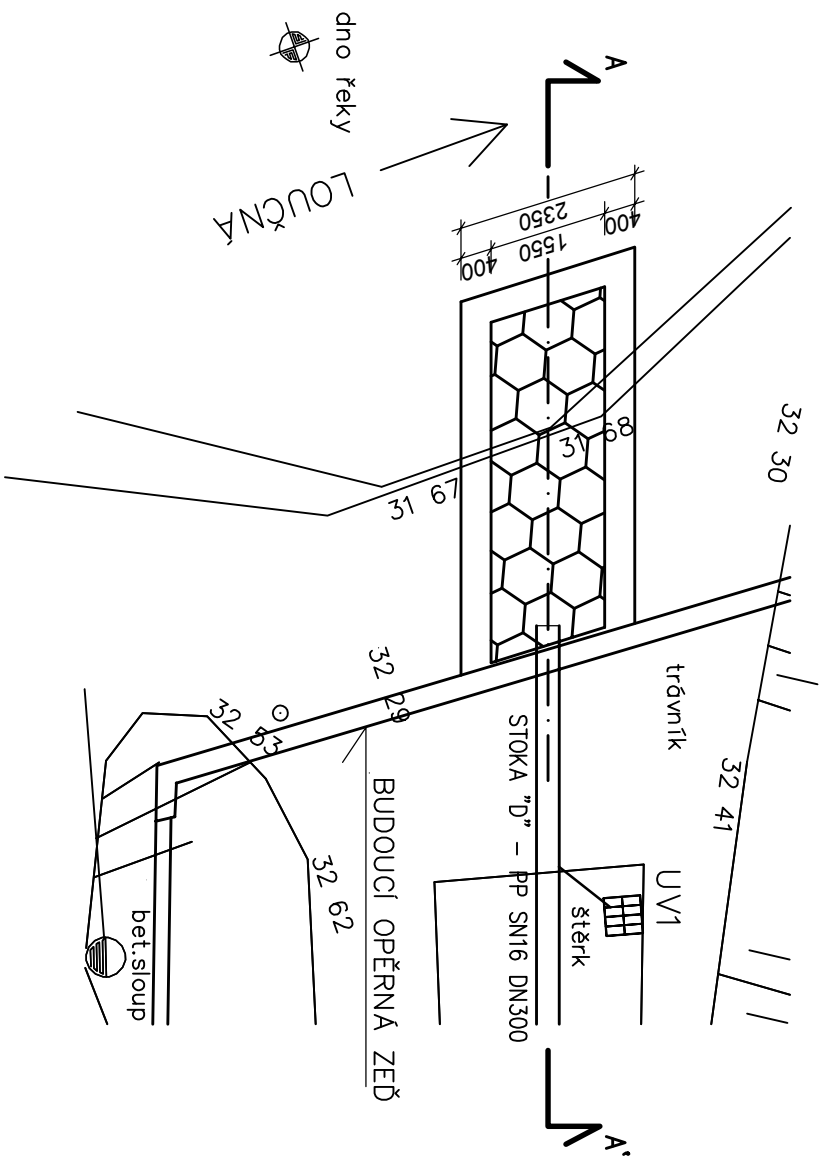 A
dno řeky
LOUČNÁ
2350
400
1550
400
31 68
31 67
32 30
32 29
32 53
trávník
32 41
STOKA "D" – PP SN16 DN300
BUDOUCÍ OPĚRNÁ ZEĎ
UV1
štěrk
32 62
bet.sloup
A'